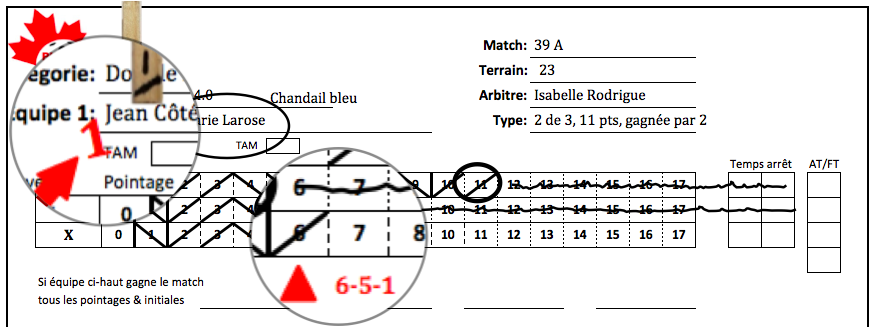 Match: 39 A
Terrain: 23
Arbitre: Isabelle Rodrigue
Type: 2 de 3, 11 pts, gagnée par 2
égorie: Do le
4.0 Chandail bleu
quipe 1: Jean Côté
rie Larose
1
TAM
TAM
Temps arrêt AT/FT
Pointage
2 3 4 6 7 9 10 11 12 13 14 15 16 17
0 2 3 4 10 11 12 13 14 15 16 17
X 0 1 2 3 6 7 8 10 11 12 13 14 15 16 17
6-5-1
Si équipe ci-haut gagne le match
tous les pointages & initiales